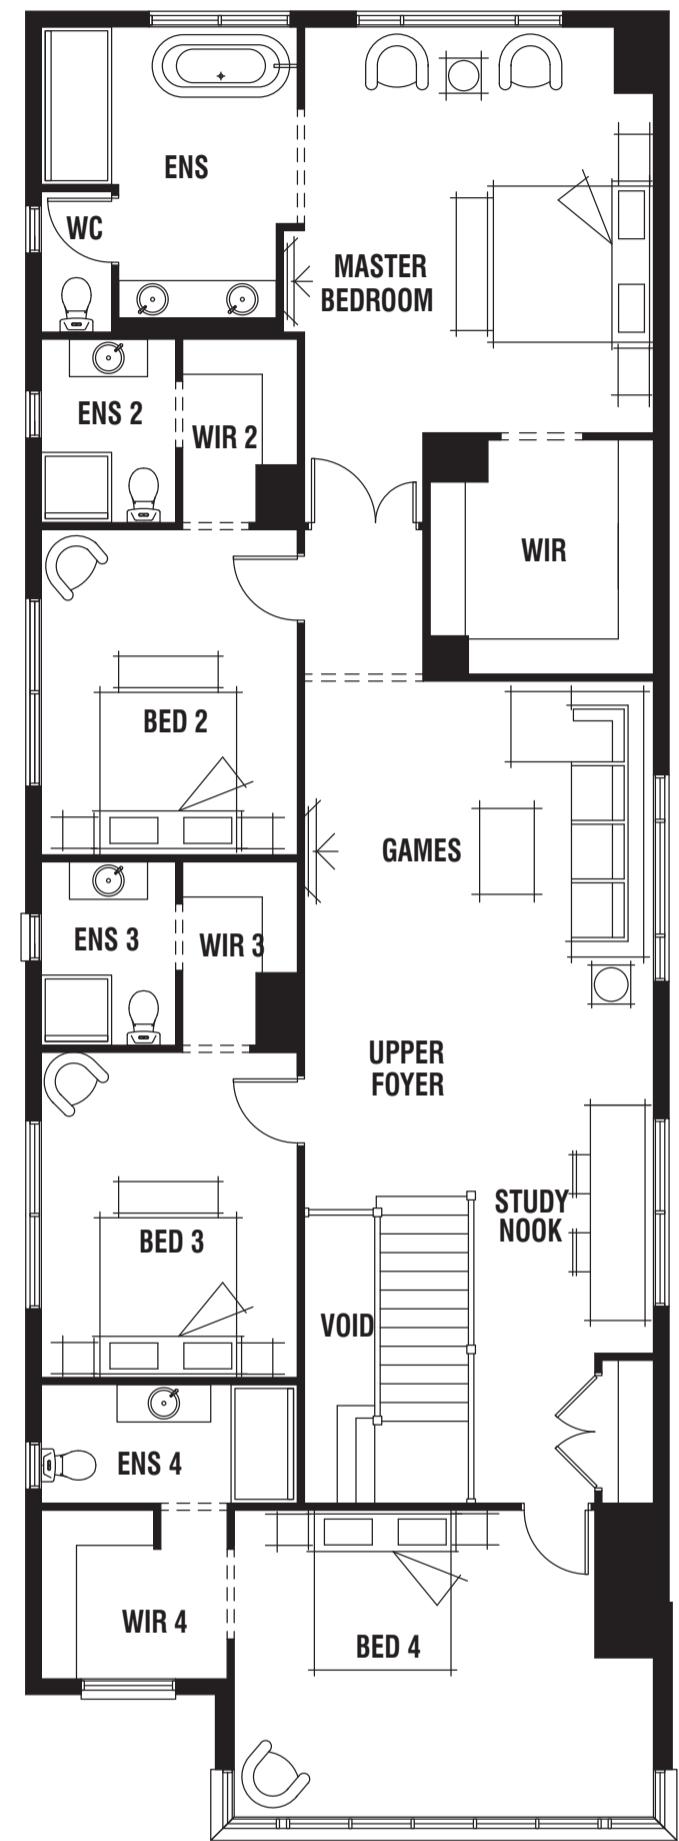 ENS
WC
MASTER
BEDROOM
ENS 2
WIR 2
WIR
BED 2
GAMES
ENS 3
WIR 3
UPPER
FOYER
BED 3
STUDY
NOOK
VOID
ENS 4
WIR 4
BED 4